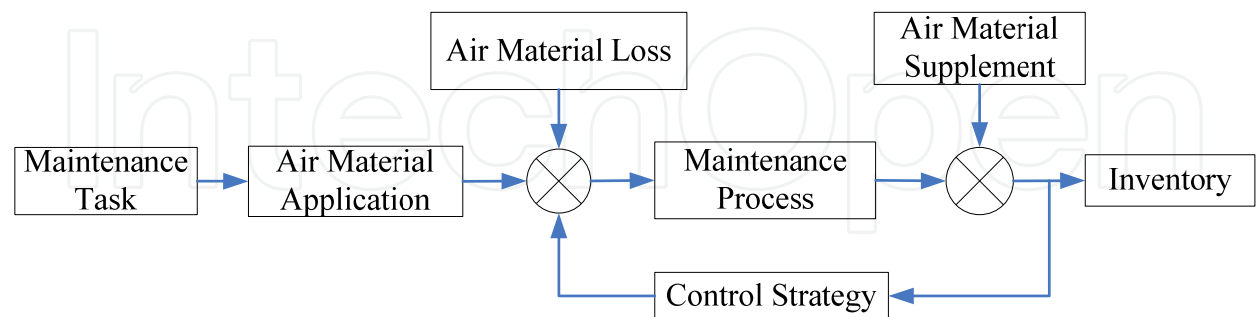 Air Material Loss
Air Material
Supplement
Maintenance
Task
Air Material
Application
Maintenance
Process
Inventory
Control Strategy
IntechOpen